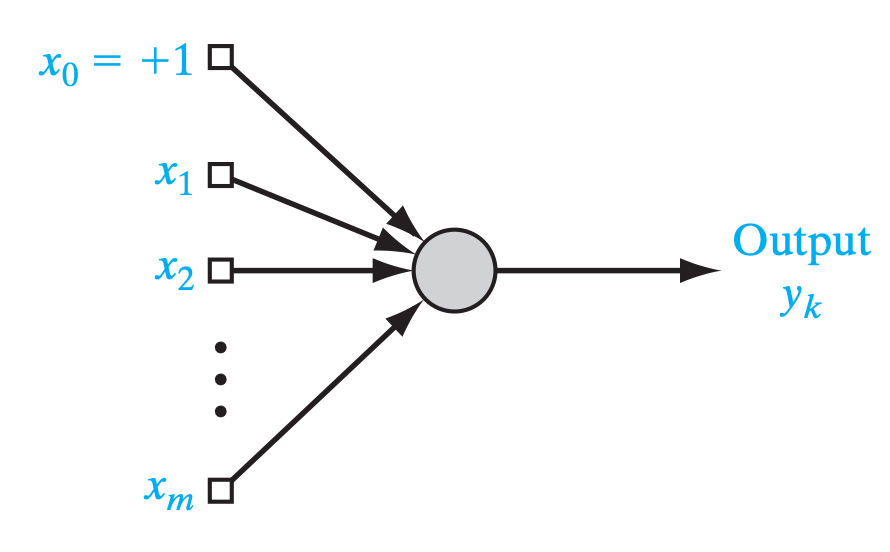 x₀ = +1
x₁
x₂
xₘ
Output
yₖ